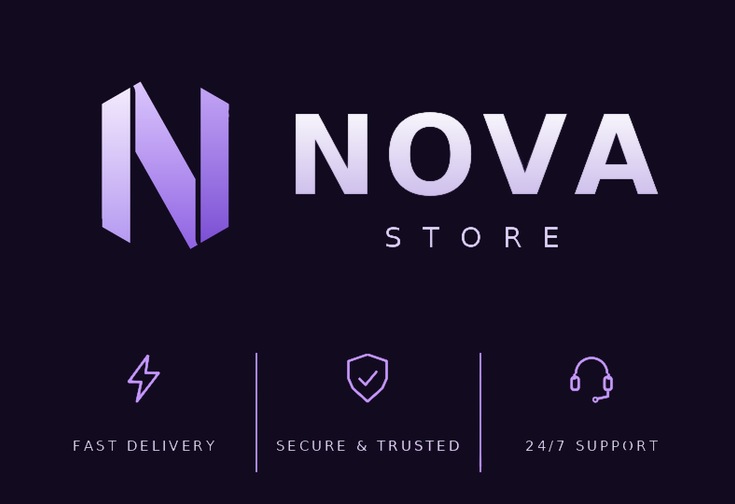 NOVA
STORE
FAST DELIVERY
SECURE & TRUSTED
24/7 SUPPORT